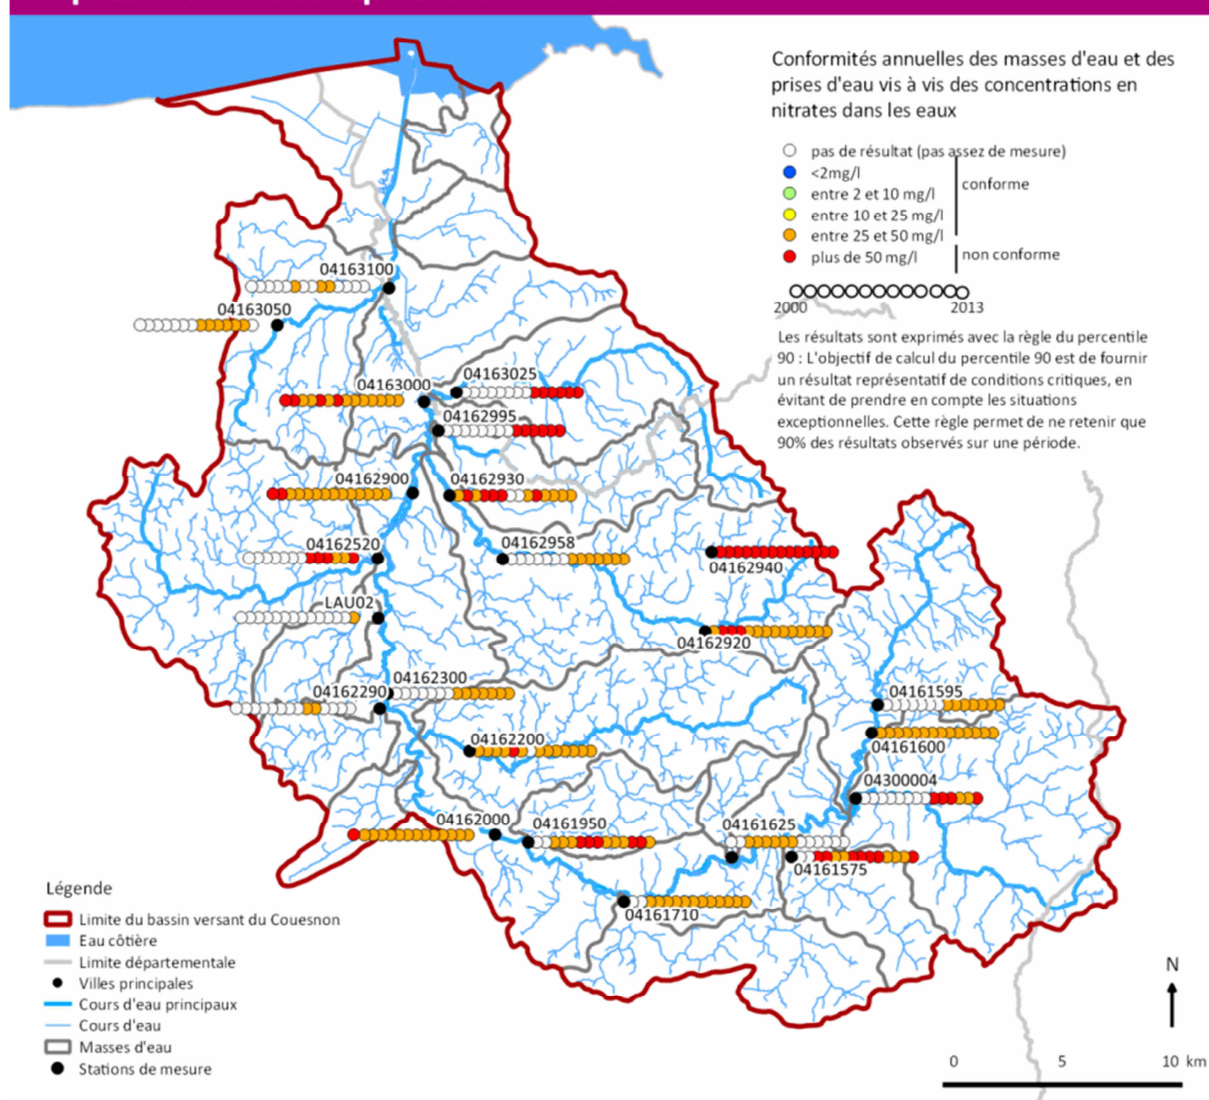 Conformités annuelles des masses d'eau et des
prises d'eau vis à vis des concentrations en
nitrates dans les eaux
pas de résultat (pas assez de mesure)
<2mg/l
entre 2 et 10 mg/l
entre 10 et 25 mg/l
entre 25 et 50 mg/l
plus de 50 mg/l
conforme
non conforme
2000
2013
Les résultats sont exprimés avec la règle du percentile
90 : L'objectif de calcul du percentile 90 est de fournir
un résultat représentatif de conditions critiques, en
évitant de prendre en compte les situations
exceptionnelles. Cette règle permet de ne retenir que
90% des résultats observés sur une période.
04163100
04163050
04163025
04163000
04162995
04162900
04162930
04162520
04162958
04162940
LAU02
04162920
04162300
04162290
04161595
04162200
04161600
04300004
04162000
04161950
04161625
04161575
04161710
Légende
Limite du bassin versant du Couesnon
Eau côtière
Limite départementale
Villes principales
Cours d'eau principaux
Cours d'eau
Masses d'eau
Stations de mesure
N
0
5
10 km